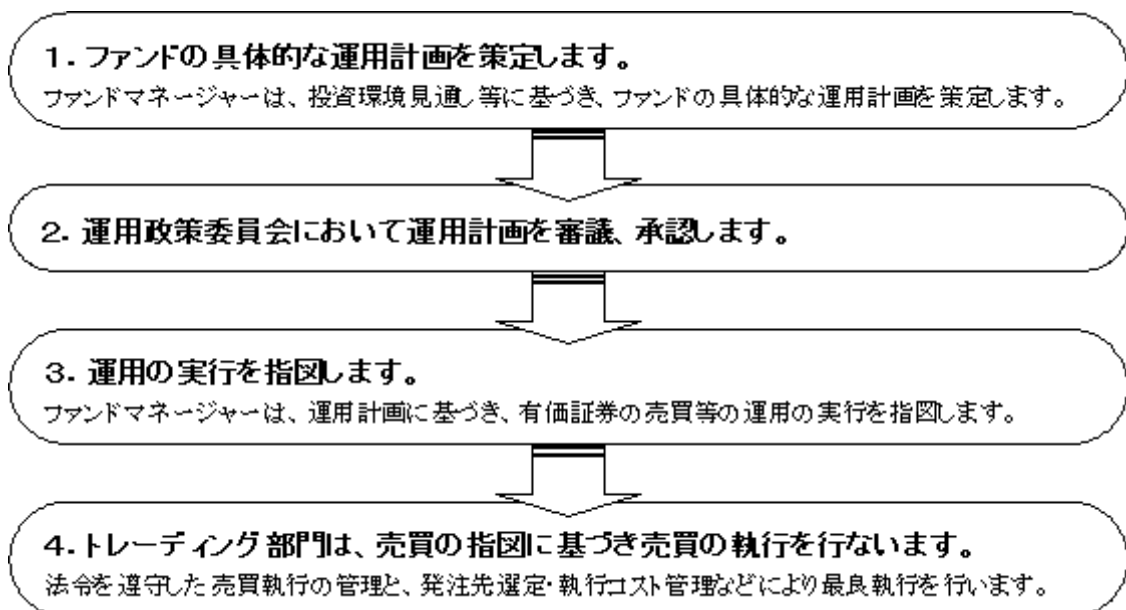 1. ファンドの具体的な運用計画を策定します。
ファンドマネージャーは、投資環境見通し等に基づき、ファンドの具体的な運用計画を策定します。
2. 運用政策委員会において運用計画を審議、承認します。
3. 運用の実行を指図します。
ファンドマネージャーは、運用計画に基づき、有価証券の売買等の運用の実行を指図します。
4. トレーディング部門は、売買の指図に基づき売買の執行を行ないます。
法令を遵守した売買執行の管理と、発注先選定・執行コスト管理などにより最良執行を行います。